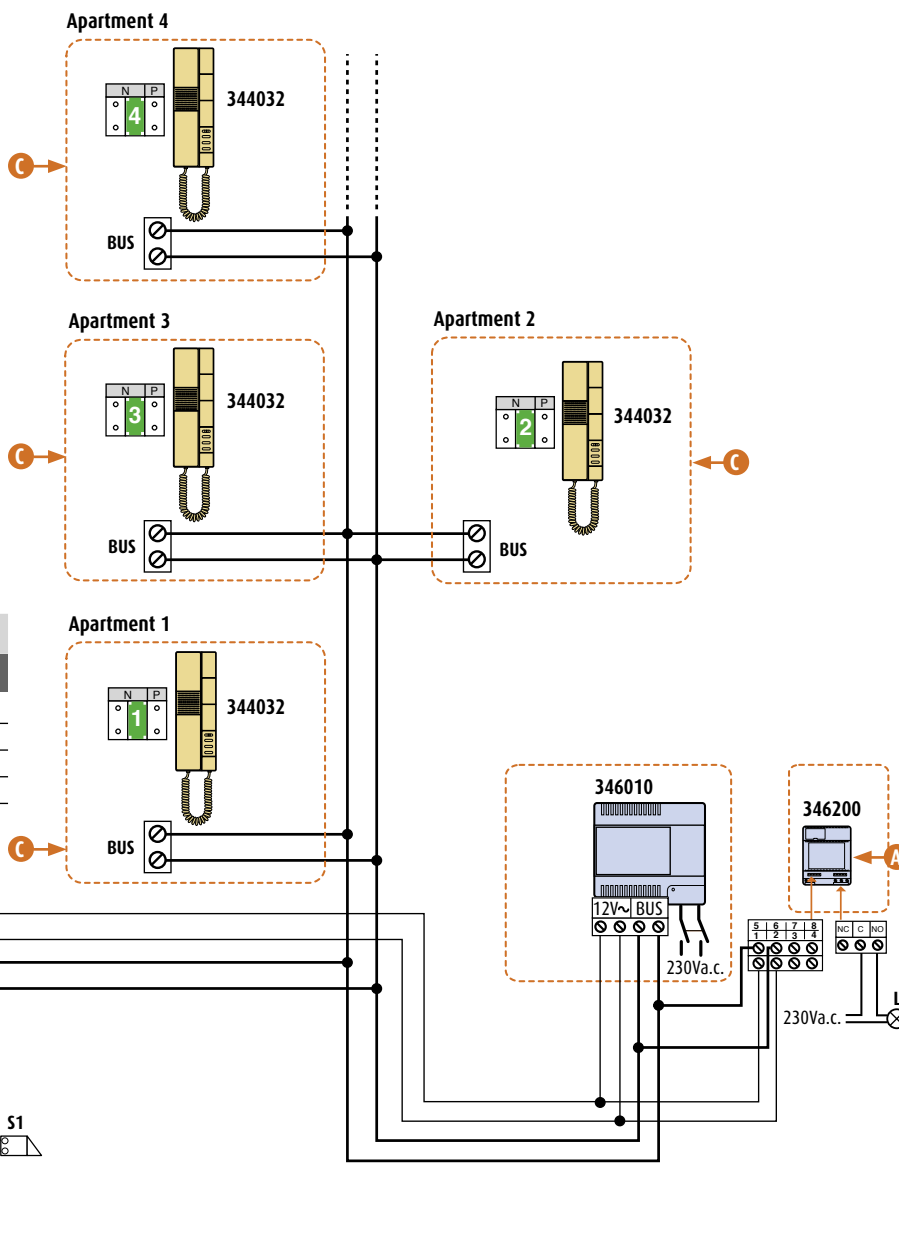 Apartment 4
N P
4
344032
C
BUS
Apartment 3
N P
3
344032
C
BUS
Apartment 2
N P
2
344032
C
BUS
Apartment 1
N P
1
344032
C
BUS
346010
12V~ BUS
230Va.c.
346200
A
5 6 7 8
1 2 3 4
NC C NO
230Va.c.
L
S1